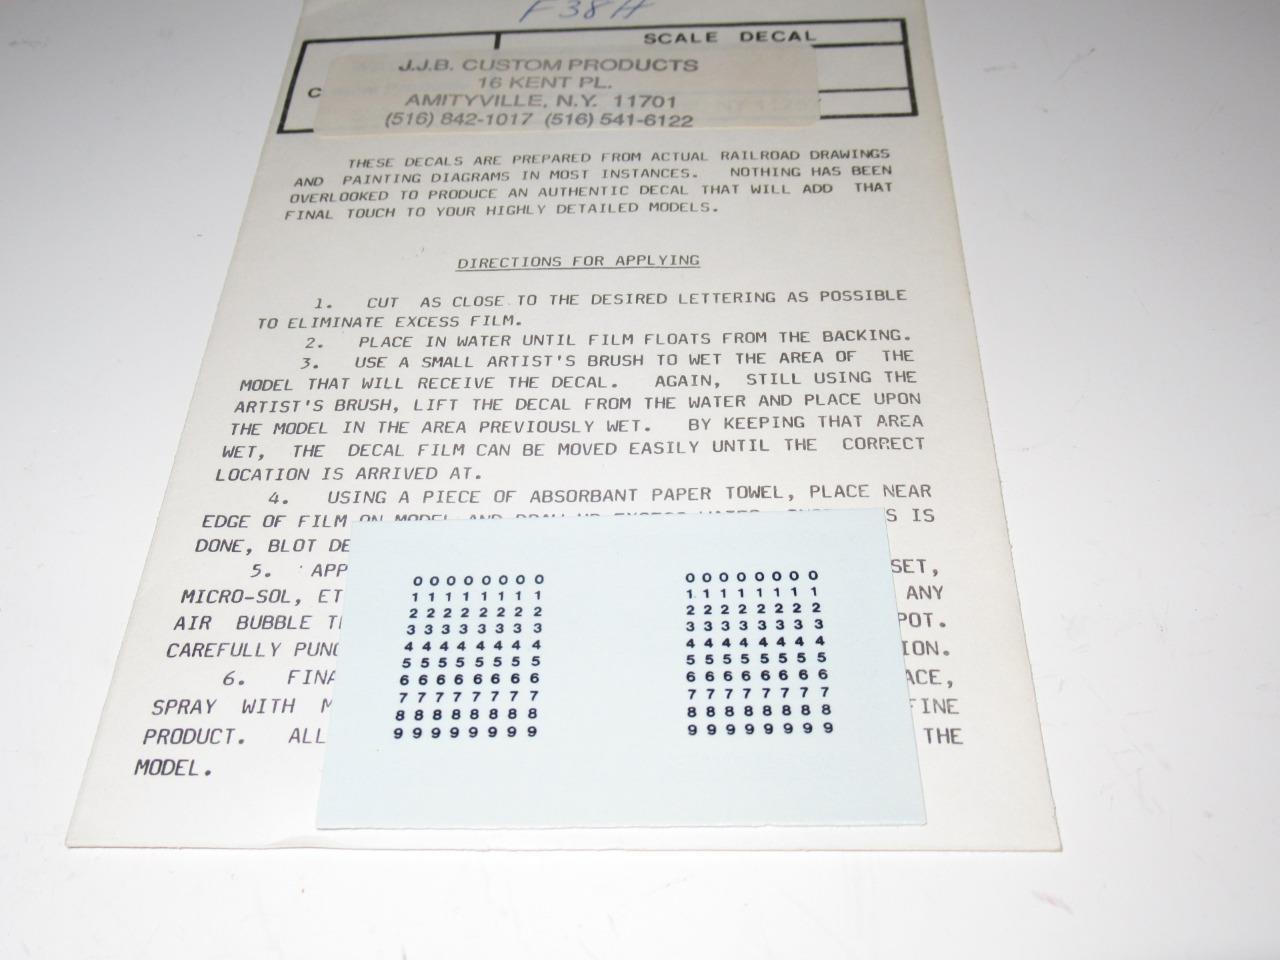 F38H
SCALE DECAL
J.J.B. CUSTOM PRODUCTS
16 KENT PL.
C
AMITYVILLE, N.Y. 11701
(516) 842-1017 (516) 541-6122
THESE DECALS ARE PREPARED FROM ACTUAL RAILROAD DRAWINGS
AND PAINTING DIAGRAMS IN MOST INSTANCES. NOTHING HAS BEEN
OVERLOOKED TO PRODUCE AN AUTHENTIC DECAL THAT WILL ADD THAT
FINAL TOUCH TO YOUR HIGHLY DETAILED MODELS.
DIRECTIONS FOR APPLYING
1. CUT AS CLOSE TO THE DESIRED LETTERING AS POSSIBLE
TO ELIMINATE EXCESS FILM.
2. PLACE IN WATER UNTIL FILM FLOATS FROM THE BACKING.
3. USE A SMALL ARTIST'S BRUSH TO WET THE AREA OF THE
MODEL THAT WILL RECEIVE THE DECAL. AGAIN, STILL USING THE
ARTIST'S BRUSH, LIFT THE DECAL FROM THE WATER AND PLACE UPON
THE MODEL IN THE AREA PREVIOUSLY WET. BY KEEPING THAT AREA
WET, THE DECAL FILM CAN BE MOVED EASILY UNTIL THE CORRECT
LOCATION IS ARRIVED AT.
4. USING A PIECE OF ABSORBANT PAPER TOWEL, PLACE NEAR
EDGE OF FILM ON MODEL AND DRAW UP EXCESS WATER. S IS
DONE, BLOT DE
5. APP SET,
MICRO-SOL, ET ANY
AIR BUBBLE T POT.
CAREFULLY PUNC ION.
6. FINA ACE,
SPRAY WITH M FINE
PRODUCT. ALL THE
MODEL.
0 0 0 0 0 0 0 0 0 0 0 0 0 0 0 0
1 1 1 1 1 1 1 1 1 1 1 1 1 1 1 1
2 2 2 2 2 2 2 2 2 2 2 2 2 2 2 2
3 3 3 3 3 3 3 3 3 3 3 3 3 3 3 3
4 4 4 4 4 4 4 4 4 4 4 4 4 4 4 4
5 5 5 5 5 5 5 5 5 5 5 5 5 5 5 5
6 6 6 6 6 6 6 6 6 6 6 6 6 6 6 6
7 7 7 7 7 7 7 7 7 7 7 7 7 7 7 7
8 8 8 8 8 8 8 8 8 8 8 8 8 8 8 8
9 9 9 9 9 9 9 9 9 9 9 9 9 9 9 9